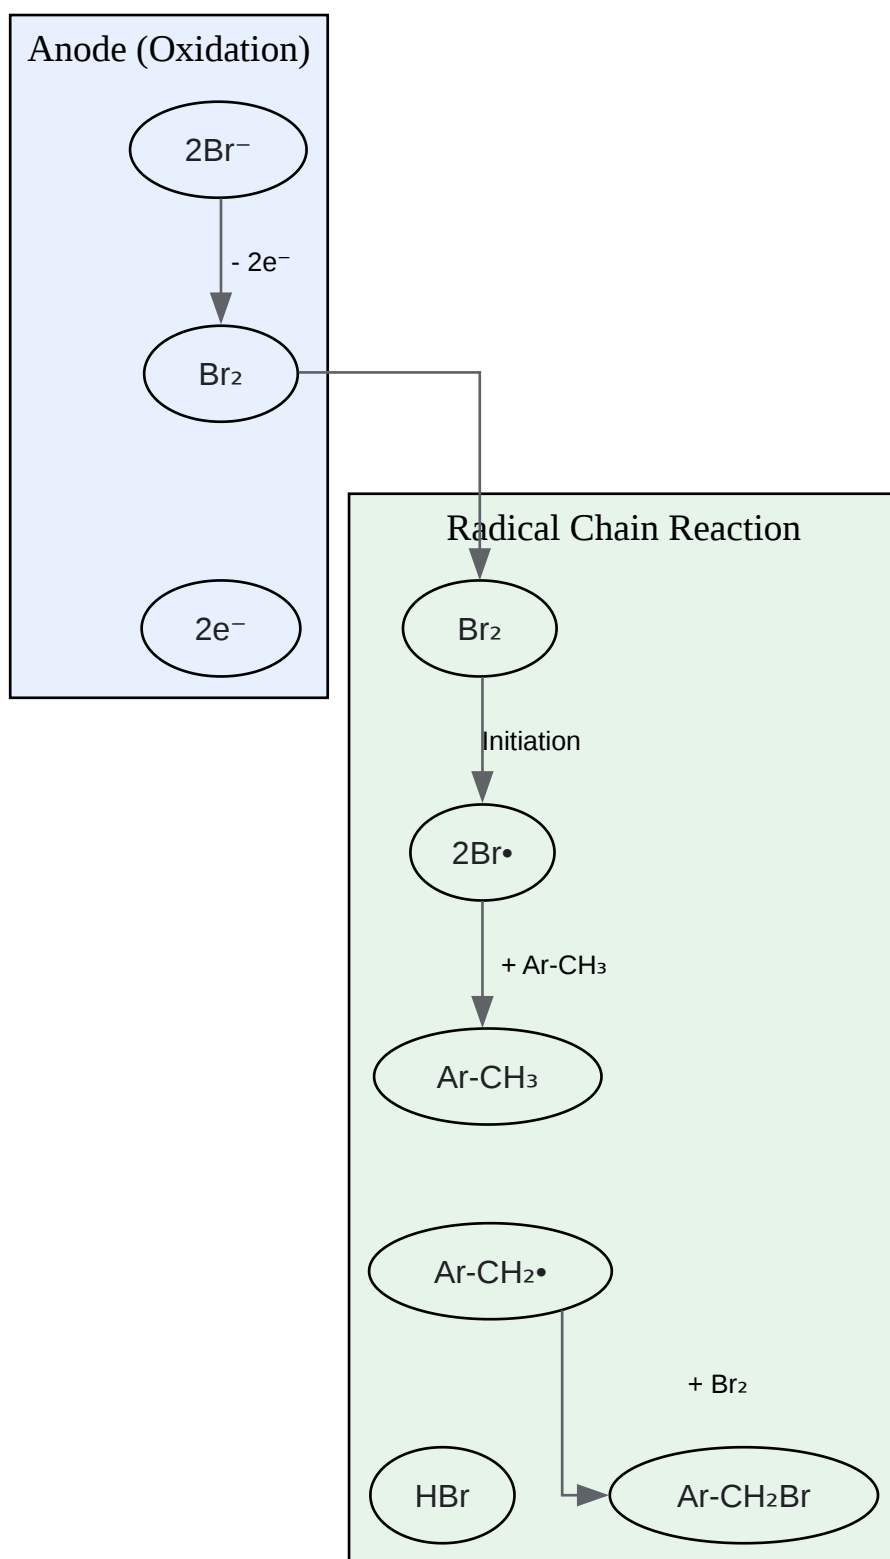 Anode (Oxidation)
2Br⁻
- 2e⁻
Br₂
2e⁻
Radical Chain Reaction
Br₂
Initiation
2Br•
+ Ar-CH₃
Ar-CH₃
Ar-CH₂•
+ Br₂
HBr
Ar-CH₂Br